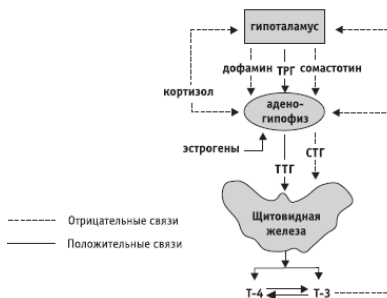 гипоталамус
дофамин ТРГ сомастотин
кортизол
адено-
гипофиз
эстрогены
СТГ
ТТГ
Щитовидная
железа
Отрицательные связи
Положительные связи
Т-4 Т-3